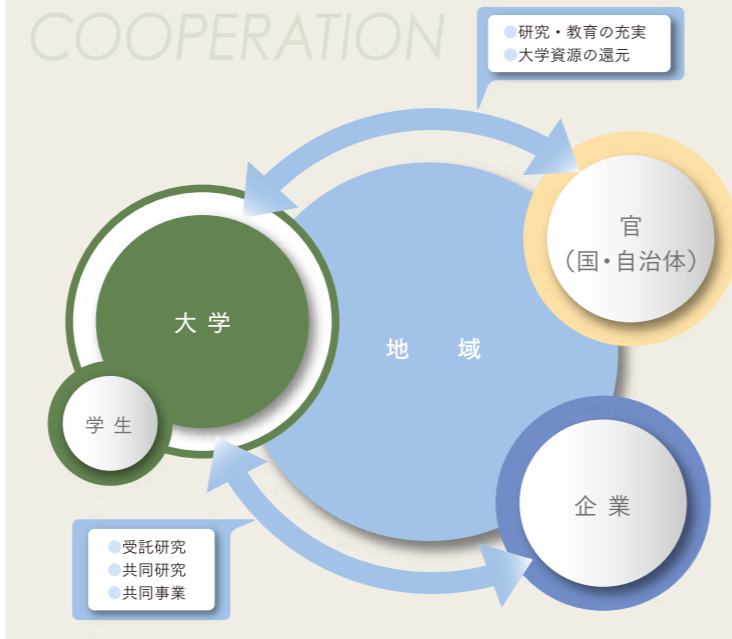 COOPERATION
●研究・教育の充実
●大学資源の還元
官
（国・自治体）
大学
地域
学生
企業
●受託研究
●共同研究
●共同事業